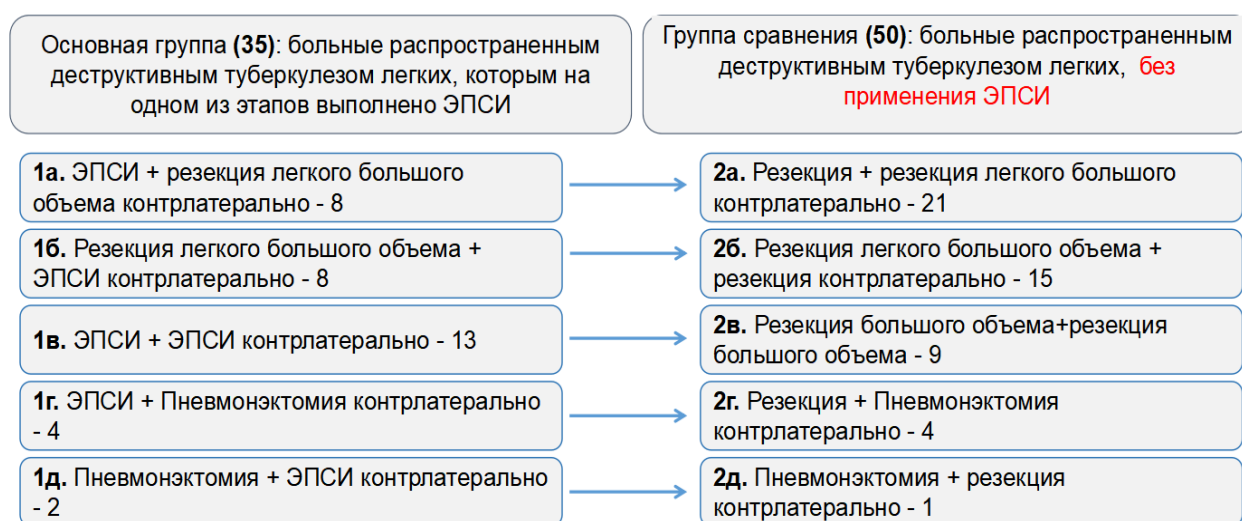 Основная группа (35): больные распространенным
деструктивным туберкулезом легких, которым на
одном из этапов выполнено ЭПСИ
Группа сравнения (50): больные распространенным
деструктивным туберкулезом легких, без
применения ЭПСИ
1а. ЭПСИ + резекция легкого большого
объема контрлатерально - 8
2а. Резекция + резекция легкого большого
контрлатерально - 21
1б. Резекция легкого большого объема +
ЭПСИ контрлатерально - 8
2б. Резекция легкого большого объема +
резекция контрлатерально - 15
1в. ЭПСИ + ЭПСИ контрлатерально - 13
2в. Резекция большого объема+резекция
большого объема - 9
1г. ЭПСИ + Пневмонэктомия контрлатерально
- 4
2г. Резекция + Пневмонэктомия
контрлатерально - 4
1д. Пневмонэктомия + ЭПСИ контрлатерально
- 2
2д. Пневмонэктомия + резекция
контрлатерально - 1